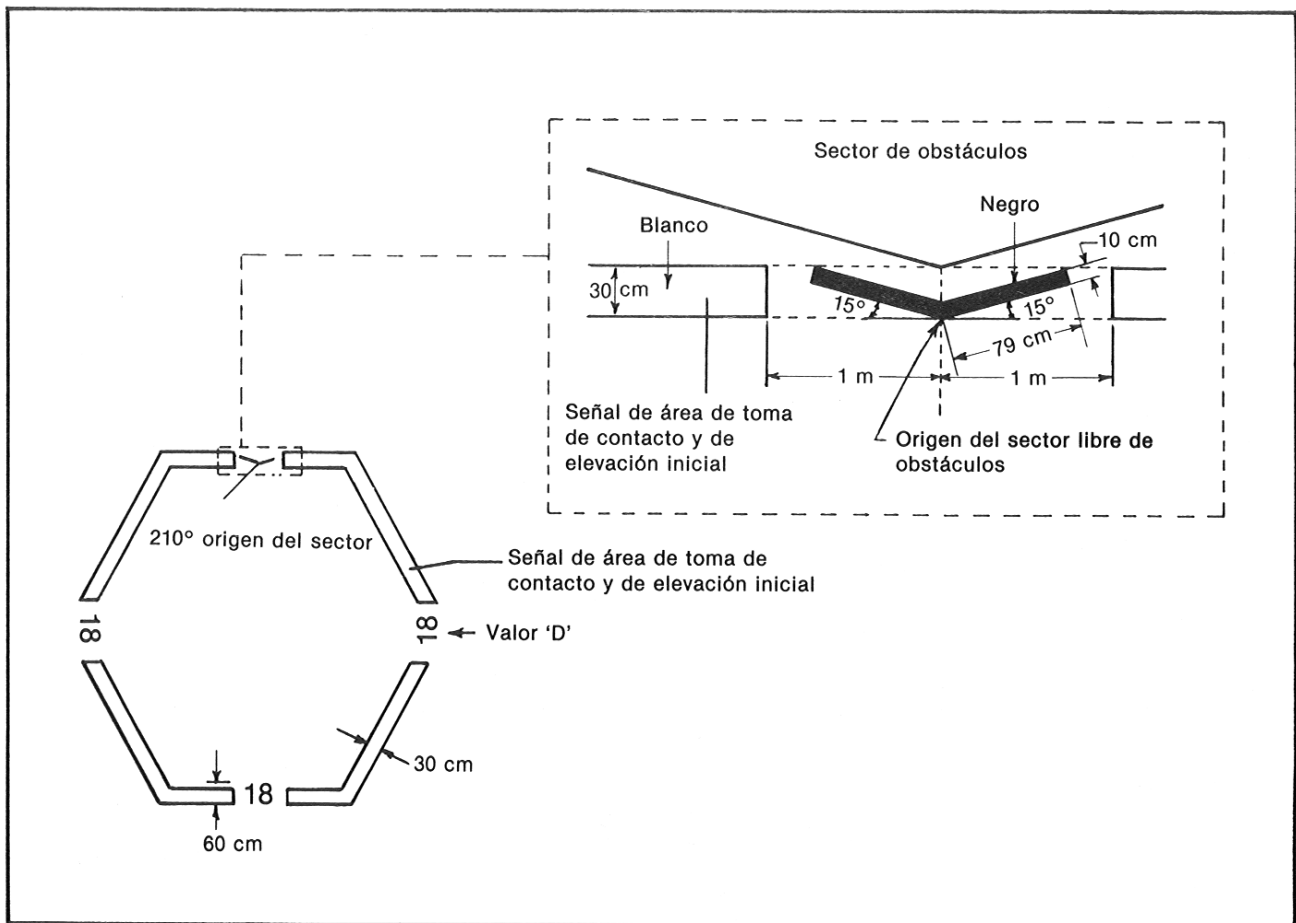 Sector de obstáculos
Negro
Blanco
10 cm
30 cm
15°
15°
79 cm
1 m
1 m
Señal de área de toma
de contacto y de
elevación inicial
Origen del sector libre de
obstáculos
210° origen del sector
Señal de área de toma de
contacto y de elevación inicial
18
18
Valor ‘D’
30 cm
18
60 cm